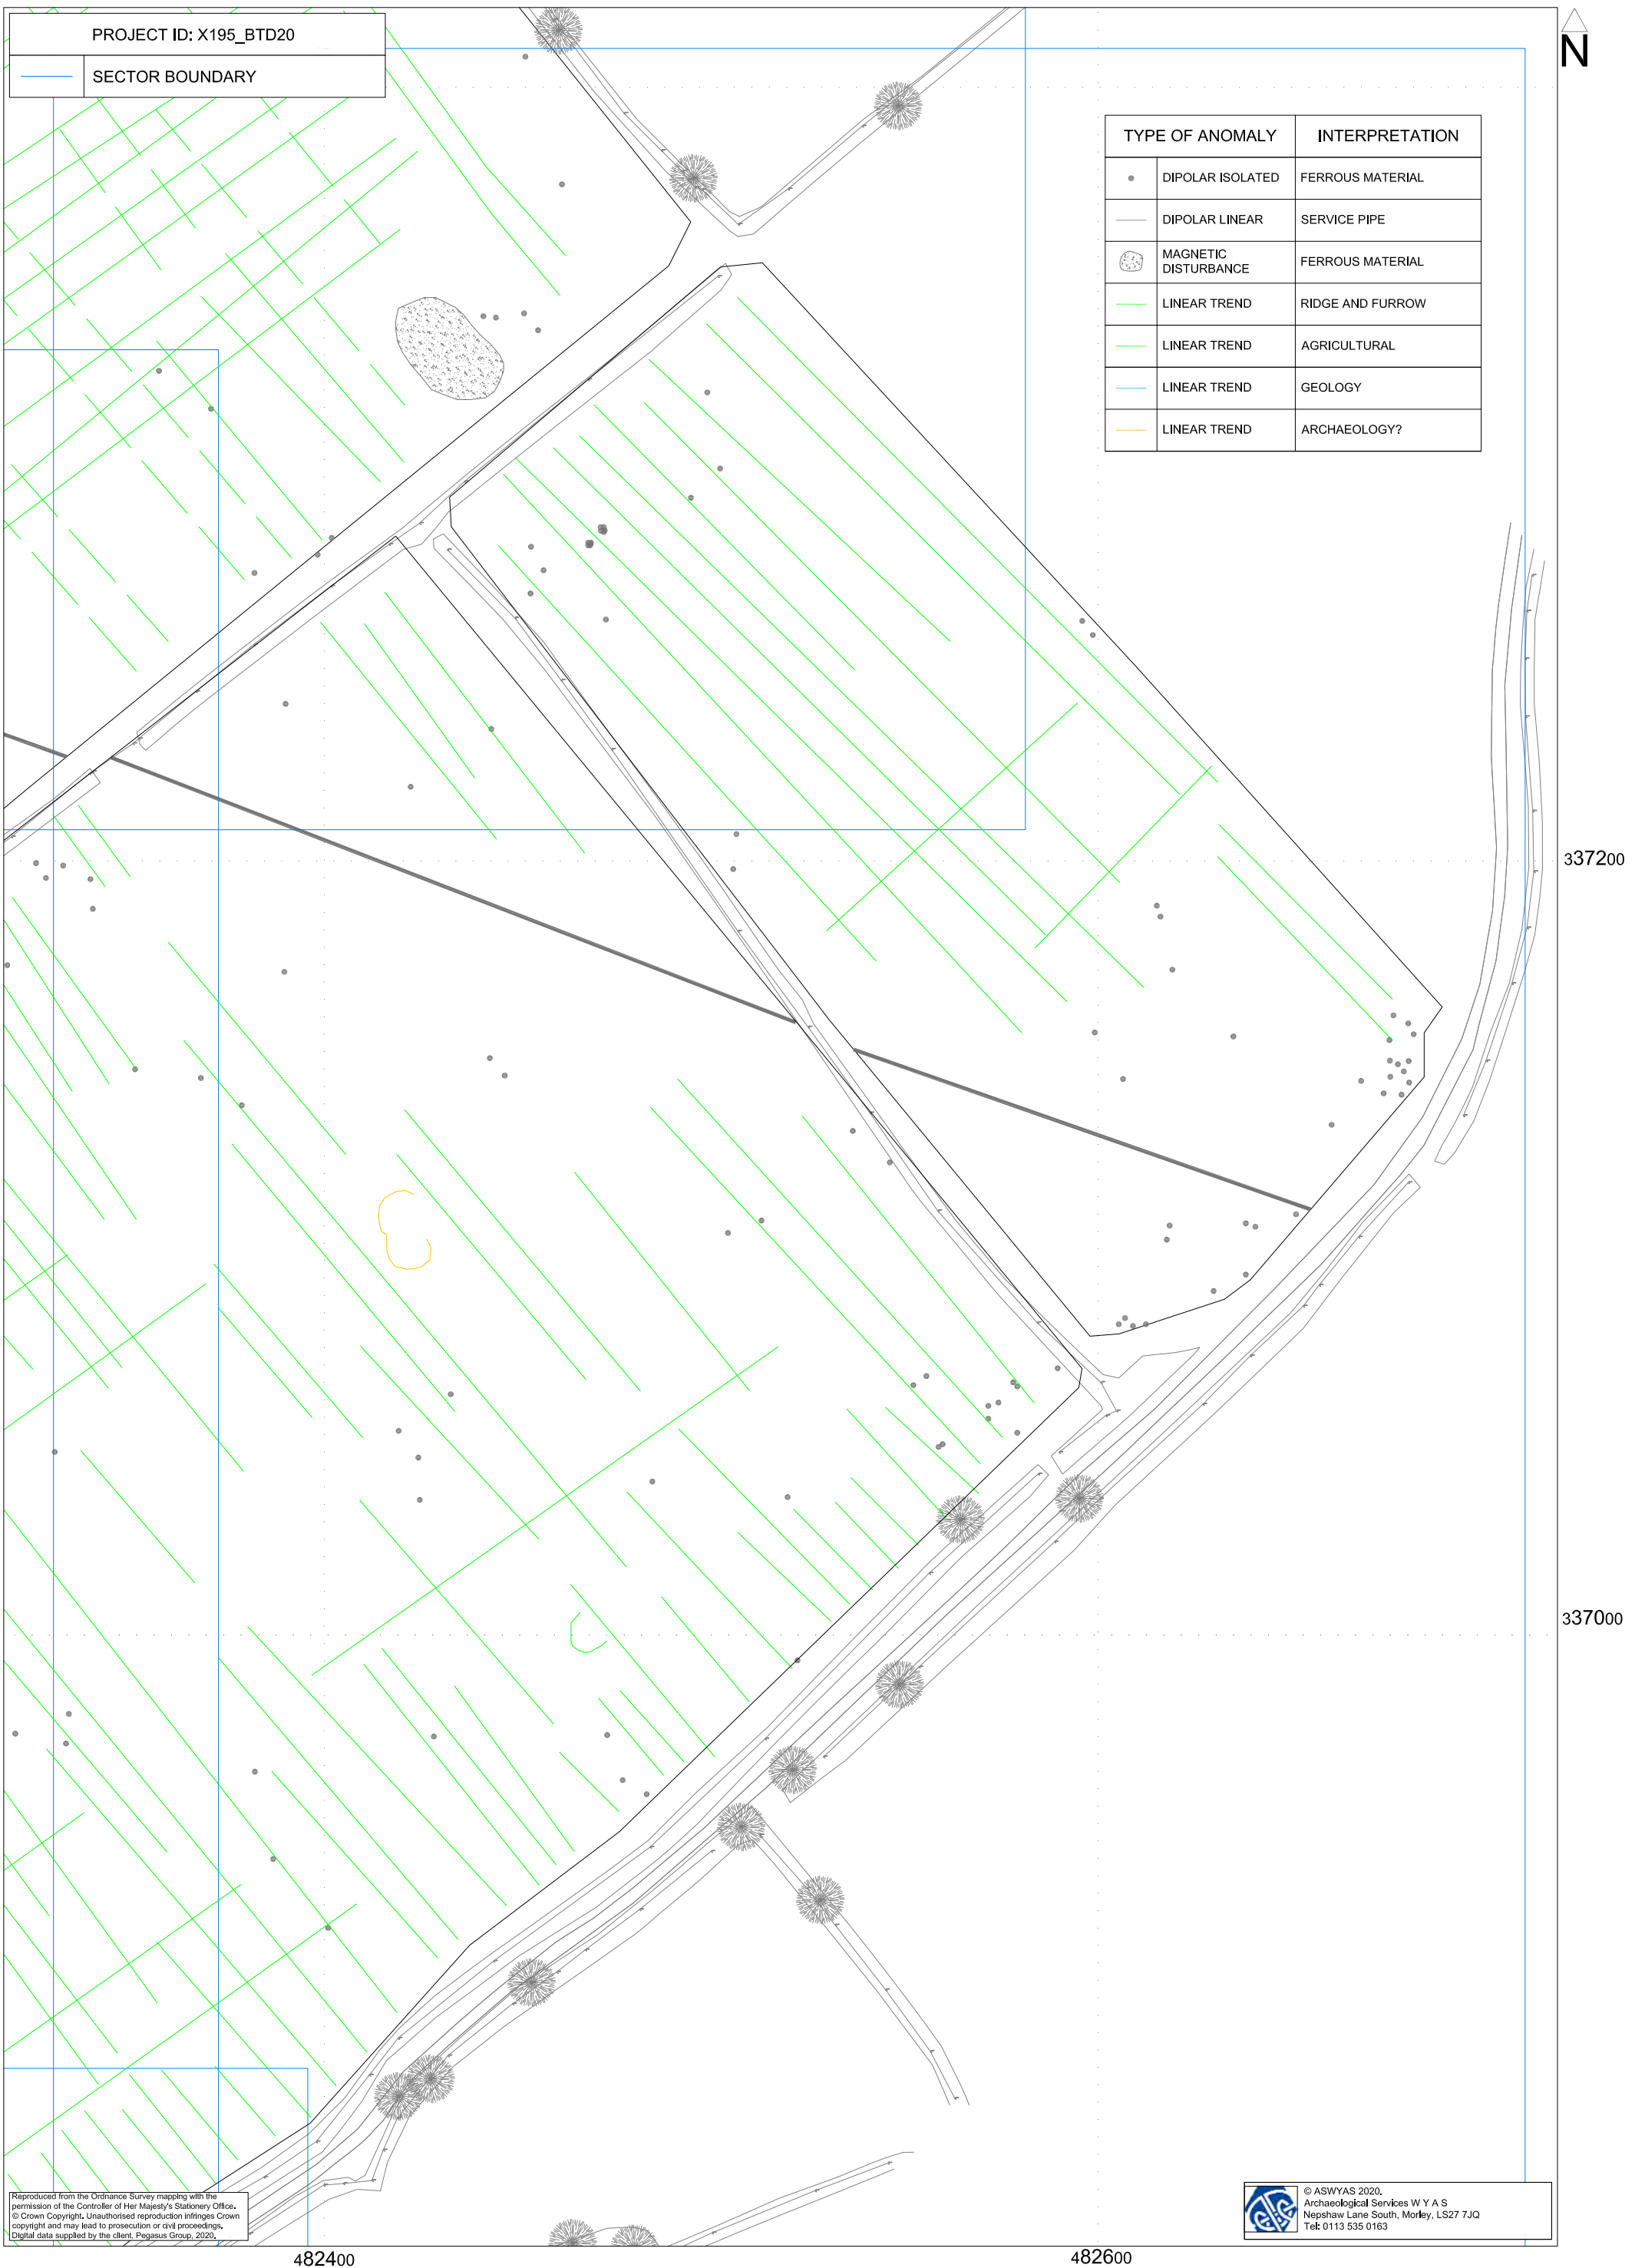 PROJECT ID: X195_BTD20
SECTOR BOUNDARY
N
TYPE OF ANOMALY INTERPRETATION
DIPOLAR ISOLATED FERROUS MATERIAL
DIPOLAR LINEAR SERVICE PIPE
MAGNETIC
DISTURBANCE FERROUS MATERIAL
LINEAR TREND RIDGE AND FURROW
LINEAR TREND AGRICULTURAL
LINEAR TREND GEOLOGY
LINEAR TREND ARCHAEOLOGY?
337200
337000
Reproduced from the Ordnance Survey mapping with the
permission of the Controller of Her Majesty's Stationery Office.
© Crown Copyright. Unauthorised reproduction infringes Crown
copyright and may lead to prosecution or civil proceedings.
Digital data supplied by the client, Pegasus Group, 2020.
© ASWYAS 2020.
Archaeological Services W Y A S
Nepshaw Lane South, Morley, LS27 7JQ
Tel: 0113 535 0163
482400
482600